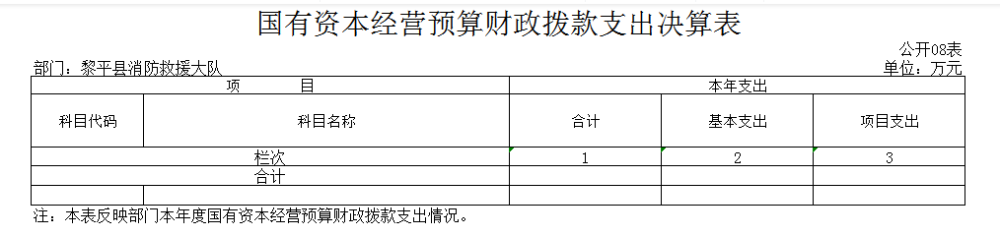 国有资本经营预算财政拨款支出决算表
公开08表
部门：黎平县消防救援大队 单位：万元
项 目 本年支出
科目代码 科目名称 合计 基本支出 项目支出
栏次 1 2 3
合计
注：本表反映部门本年度国有资本经营预算财政拨款支出情况。